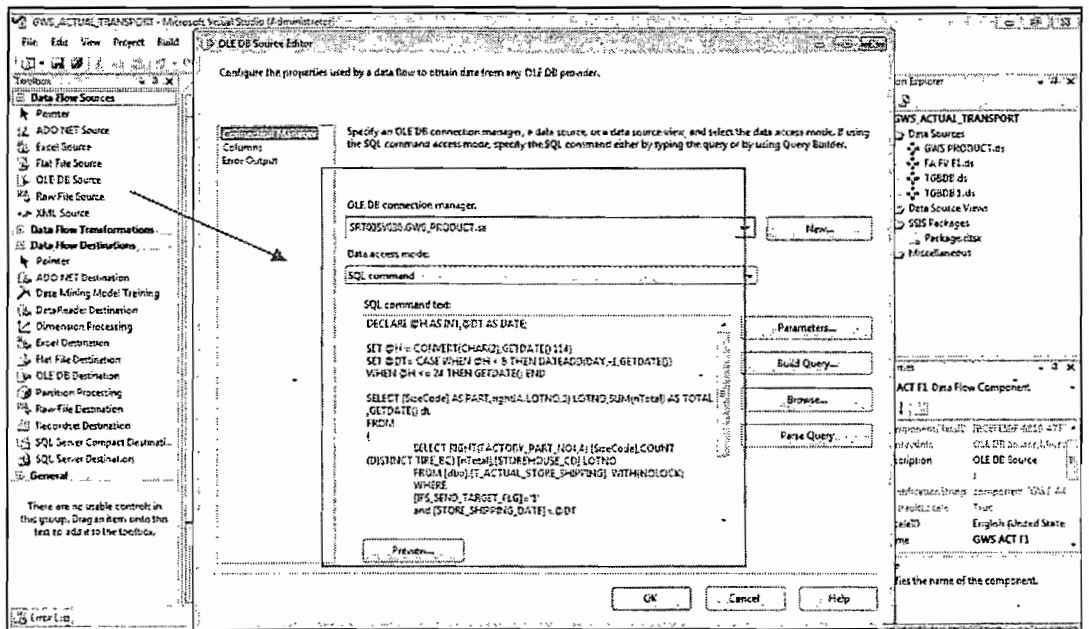 GWS_ACTUAL_TRANSPORT - Microsoft Visual Studio (Administrator)
File Edit View Project Build
Toolbox
Data Flow Sources
Pointer
ADO NET Source
Excel Source
Flat File Source
OLE DB Source
Raw File Source
XML Source
Data Flow Transformations
Data Flow Destinations
Pointer
ADO NET Destination
Data Mining Model Training
DataReader Destination
Dimension Processing
Excel Destination
Flat File Destination
OLE DB Destination
Partition Processing
Raw File Destination
Recordset Destination
SQL Server Compact Destinati...
SQL Server Destination
General
There are no usable controls in
this group. Drag an item onto this
text to add it to the toolbox.
Error List
OLE DB Source Editor
Configure the properties used by a data flow to obtain data from any OLE DB provider.
Connection Manager
Columns
Error Output
Specify an OLE DB connection manager, a data source, or a data source view, and select the data access mode. If using
the SQL command access mode, specify the SQL command either by typing the query or by using Query Builder.
OLE DB connection manager:
New...
Data access mode:
SQL command
SQL command text:
DECLARE @H AS INT,@DT AS DATE;
SET @H = CONVERT(CHAR(2),GETDATE(),114)
SET @DT= CASE WHEN @H < THEN DATEADD(DAY,-1,GETDATE())
WHEN @H <= 24 THEN GETDATE() END
SELECT [SizeCode] AS PART,right(A.LOTNO,2) LOTNO,SUM(nTotal) AS TOTAL
,GETDATE() dt
FROM
(
SELECT RIGHT(FACTORY_PART_NO1,4) [SizeCode],COUNT
(DISTINCT TIRE_BC) [nTotal],[STOREHOUSE_CD] LOTNO
FROM [dbo].[T_ACTUAL_STORE_SHIPPING] WITH(NOLOCK)
WHERE
[IFS_SEND_TARGET_FLG]='1'
and [STORE_SHIPPING_DATE] = @DT
Parameters...
Build Query...
Browse...
Parse Query...
Preview...
OK Cancel Help
on Explorer
GWS_ACTUAL_TRANSPORT
Data Sources
GWS PRODUCT.ds
TGBDB.ds
TGBDB 1.ds
Data Source Views
SSIS Packages
Package.dtsx
Miscellaneous
ACT F1 Data Flow Component
OLE DB Source
True
English (United State
GWS ACT F1
fies the name of the component.